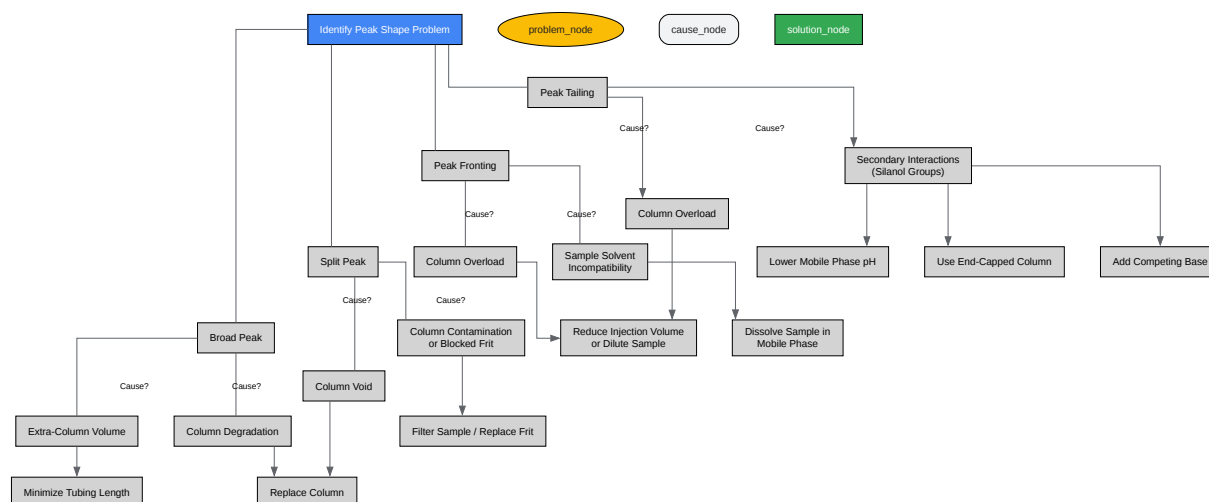 Identify Peak Shape Problem
problem_node
cause_node
solution_node
Peak Tailing
Cause?
Cause?
Secondary Interactions
(Silanol Groups)
Peak Fronting
Cause?
Cause?
Column Overload
Split Peak
Column Overload
Sample Solvent
Incompatibility
Lower Mobile Phase pH
Use End-Capped Column
Add Competing Base
Cause?
Cause?
Broad Peak
Column Contamination
or Blocked Frit
Reduce Injection Volume
or Dilute Sample
Dissolve Sample in
Mobile Phase
Cause?
Cause?
Column Void
Extra-Column Volume
Column Degradation
Filter Sample / Replace Frit
Minimize Tubing Length
Replace Column